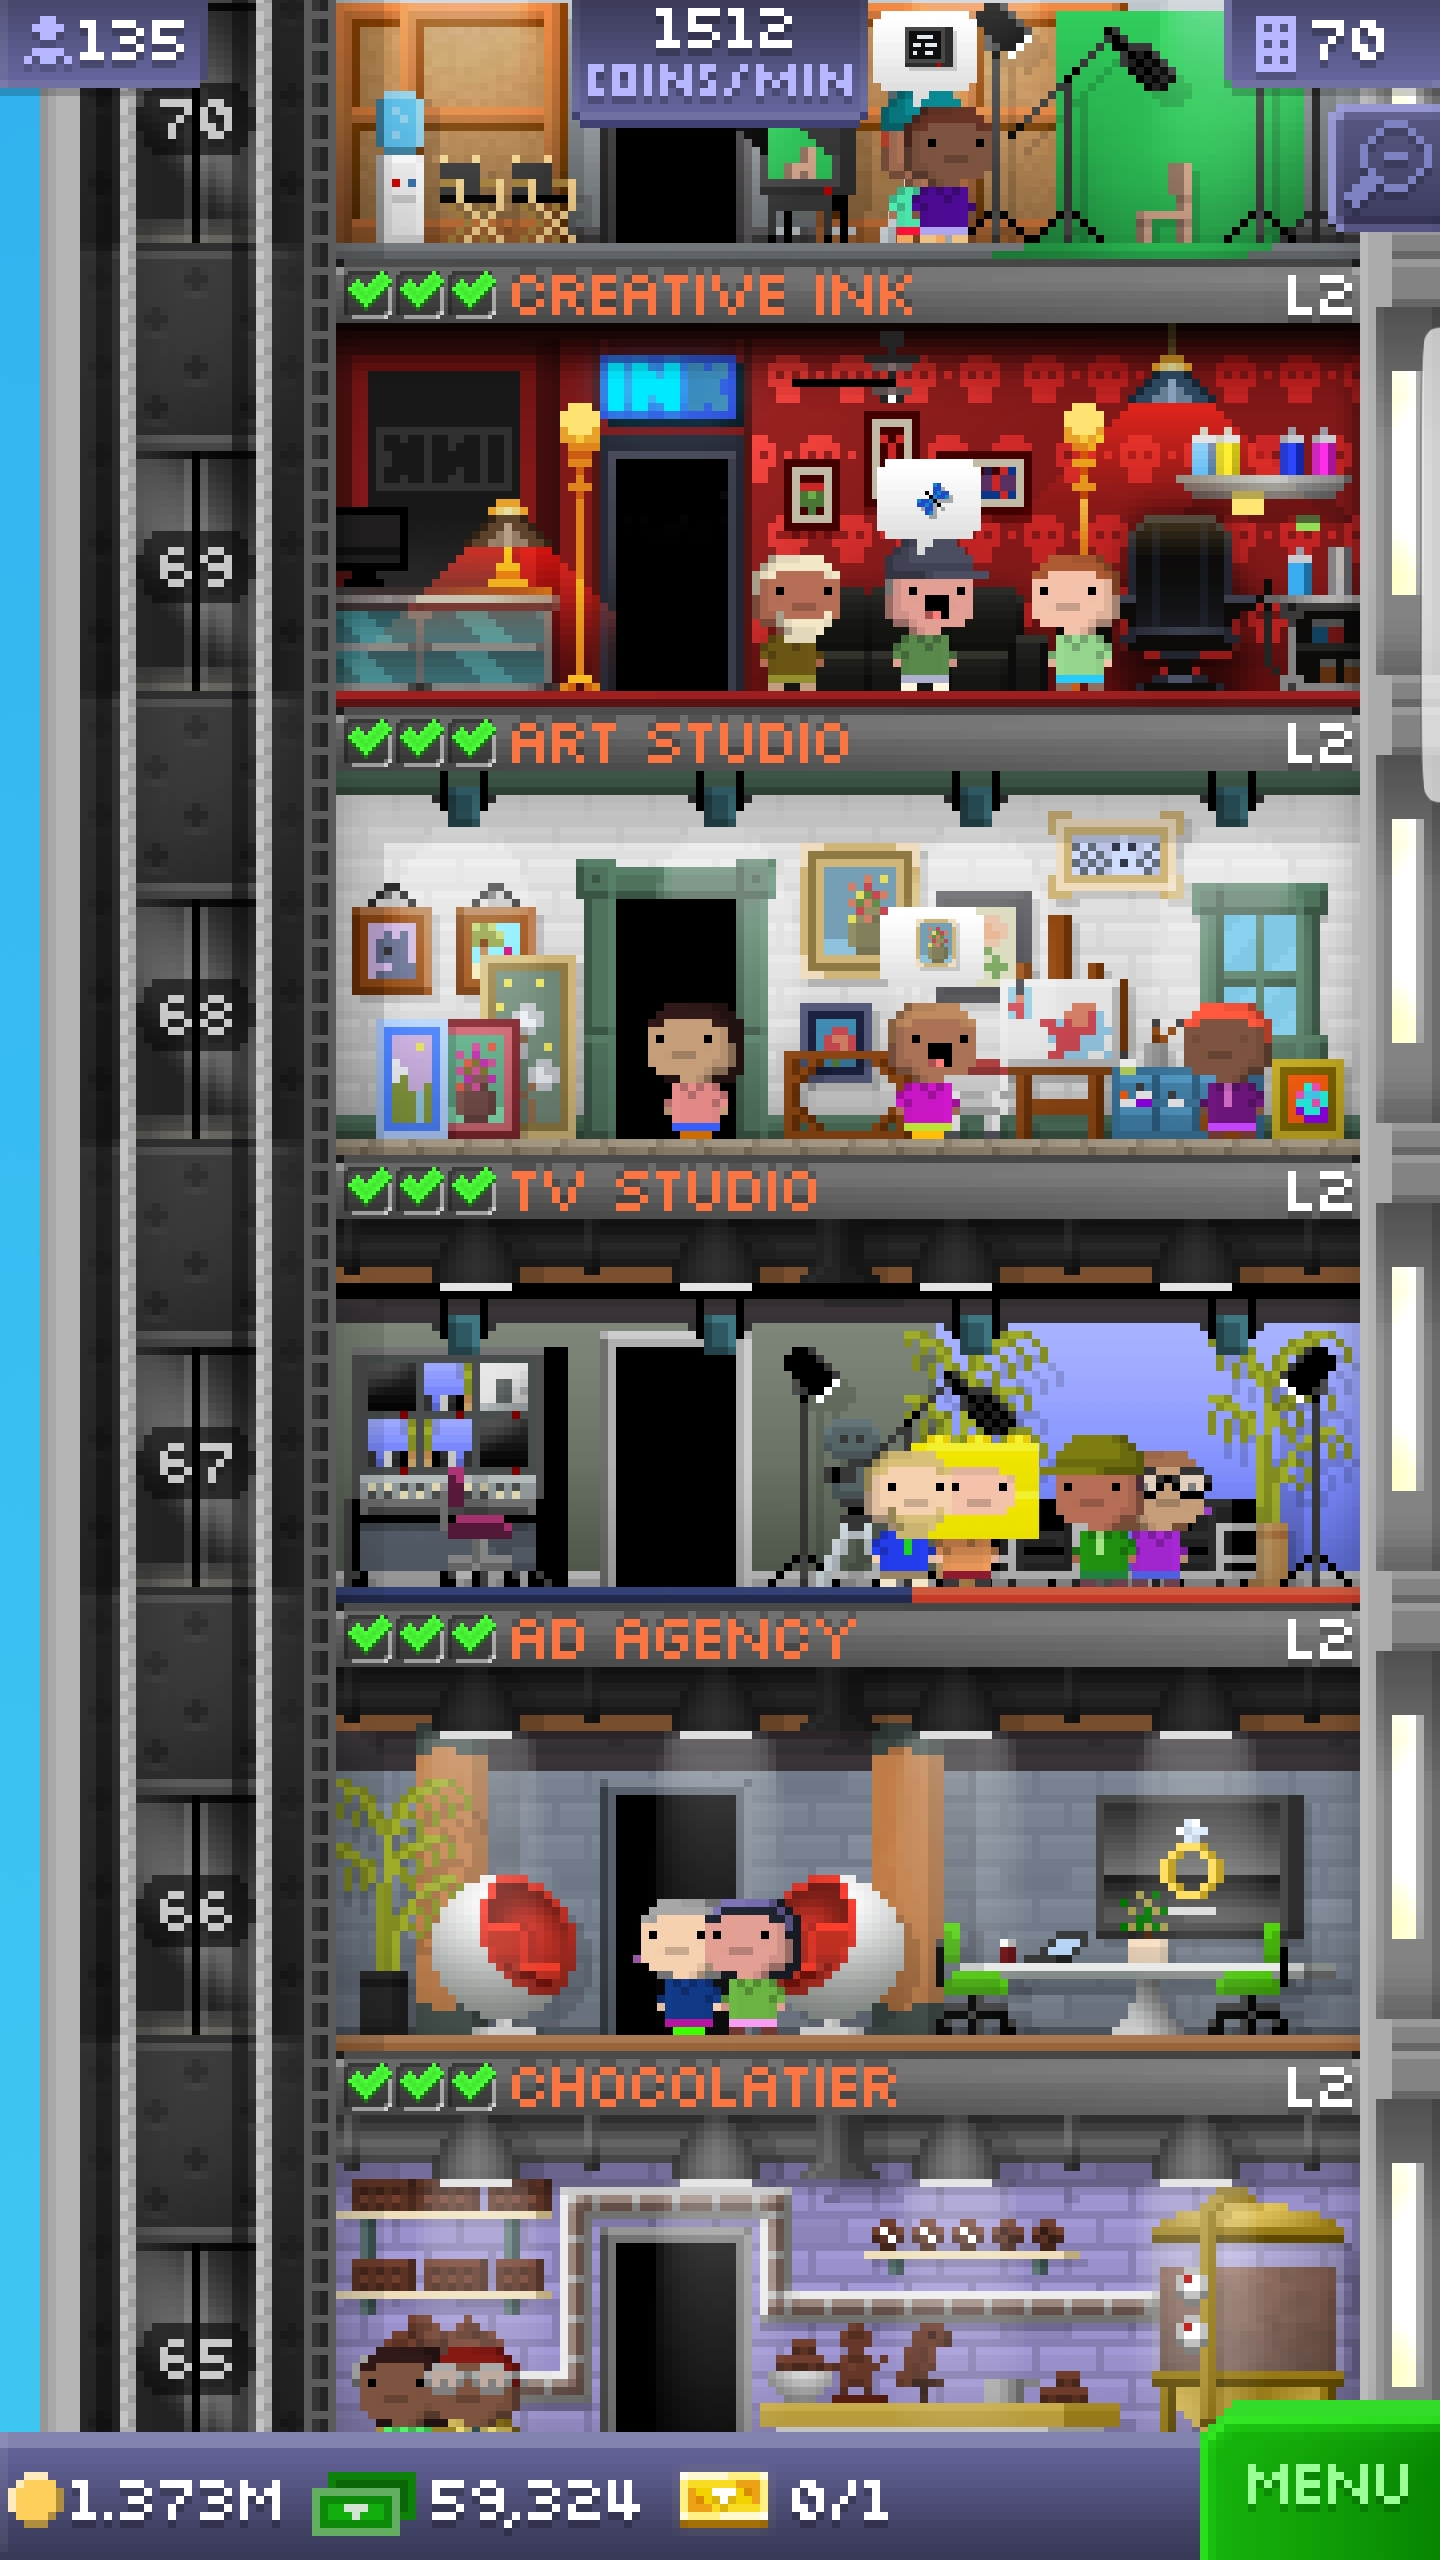 135
1512
COINS/MIN
70
70
CREATIVE INK L2
INK
INK
69
ART STUDIO L2
68
TV STUDIO L2
67
AD AGENCY L2
66
CHOCOLATIER L2
65
1.373M 59,324 0/1 MENU